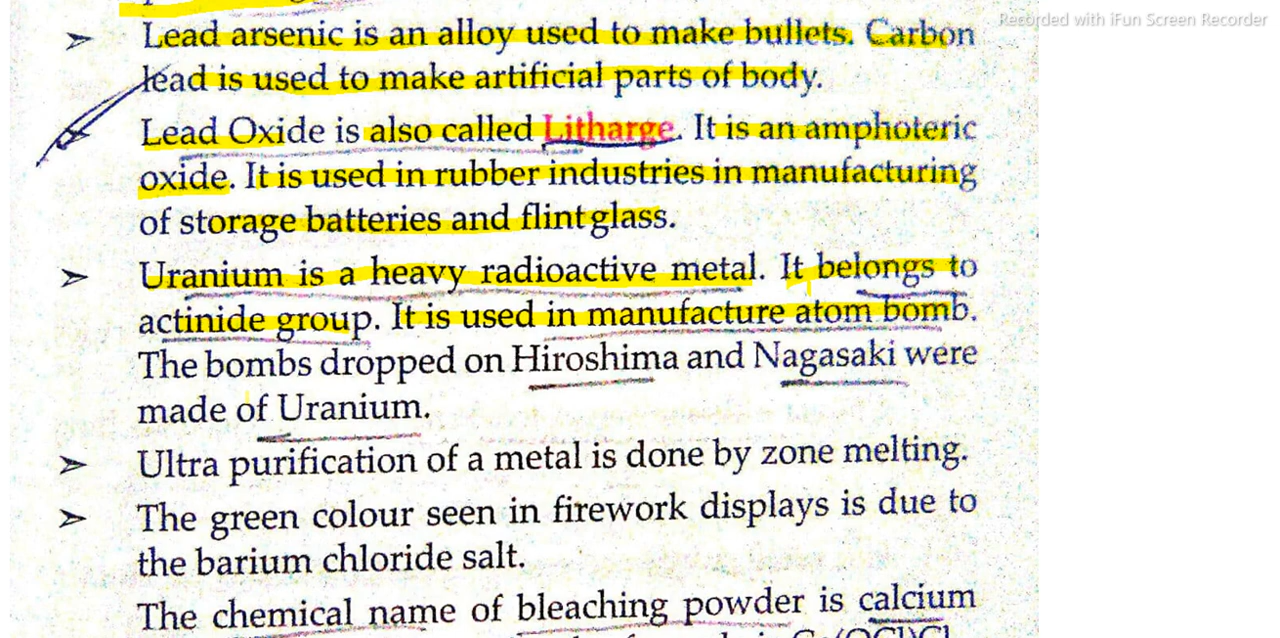 Recorded with iFun Screen Recorder
➢ Lead arsenic is an alloy used to make bullets. Carbon
lead is used to make artificial parts of body.
Lead Oxide is also called Litharge. It is an amphoteric
oxide. It is used in rubber industries in manufacturing
of storage batteries and flint glass.
➢ Uranium is a heavy radioactive metal. It belongs to
actinide group. It is used in manufacture atom bomb.
The bombs dropped on Hiroshima and Nagasaki were
made of Uranium.
➢ Ultra purification of a metal is done by zone melting.
➢ The green colour seen in firework displays is due to
the barium chloride salt.
The chemical name of bleaching powder is calcium